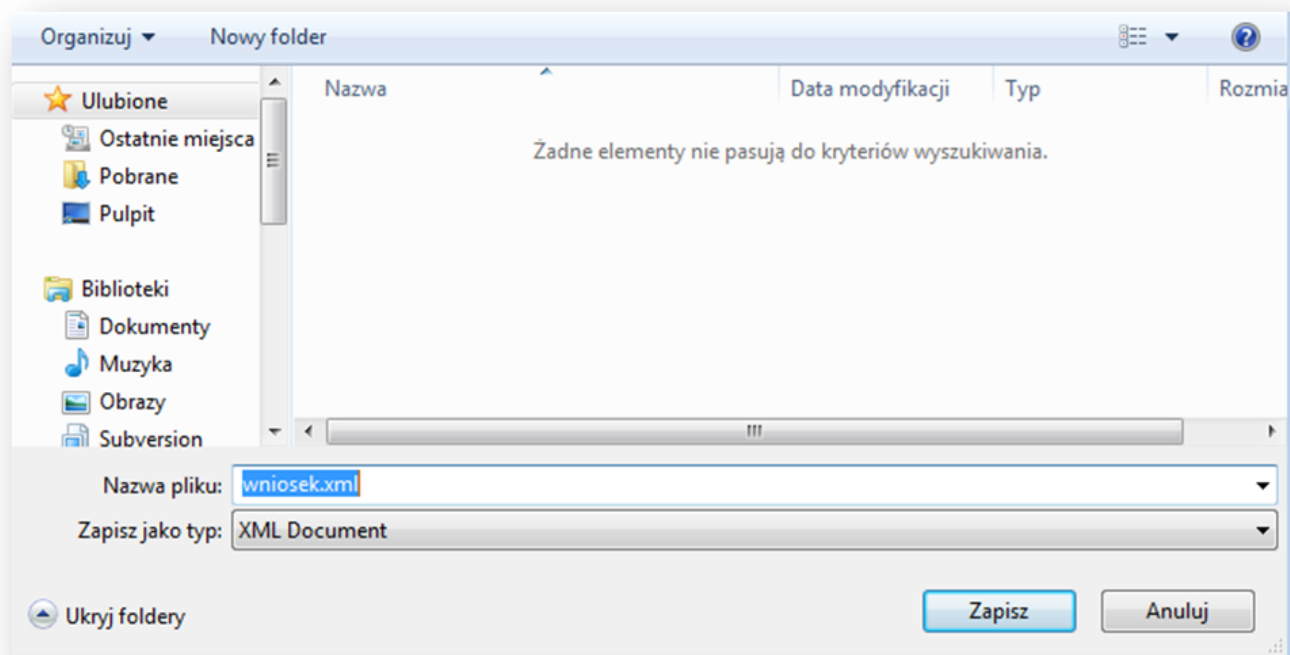 Organizuj Nowy folder
Nazwa Data modyfikacji Typ Rozmia
Ulubione
Ostatnie miejsca
Pobrane
Pulpit
Żadne elementy nie pasują do kryteriów wyszukiwania.
Biblioteki
Dokumenty
Muzyka
Obrazy
Subversion
Nazwa pliku: wniosek.xml
Zapisz jako typ: XML Document
Ukryj foldery Zapisz Anuluj